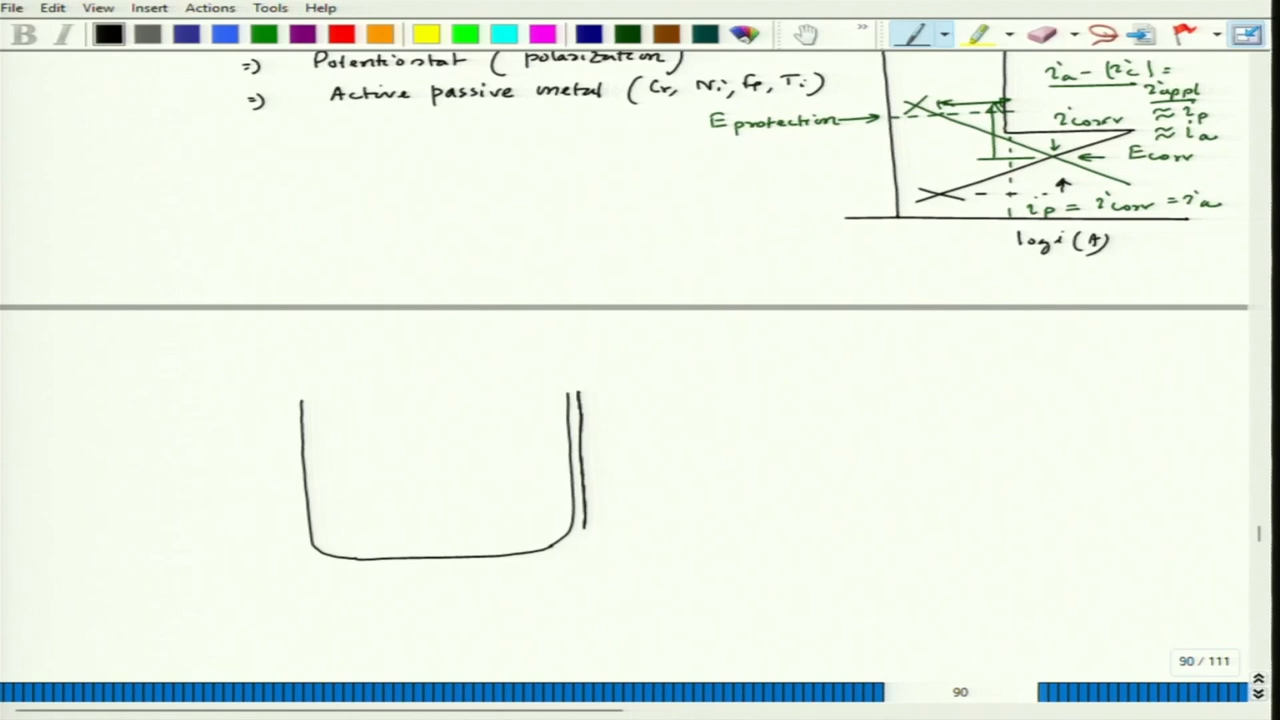 File Edit View Insert Actions Tools Help
B I
=) Potentiostat ( polarization )
=) Active passive metal ( Cr, Ni, Fe, Ti )
ia - |ic| =
iappl
≈ ip
≈ ia
icorr
E protection
Ecorr
ip = icorr = ia
log i (A)
90 / 111
90